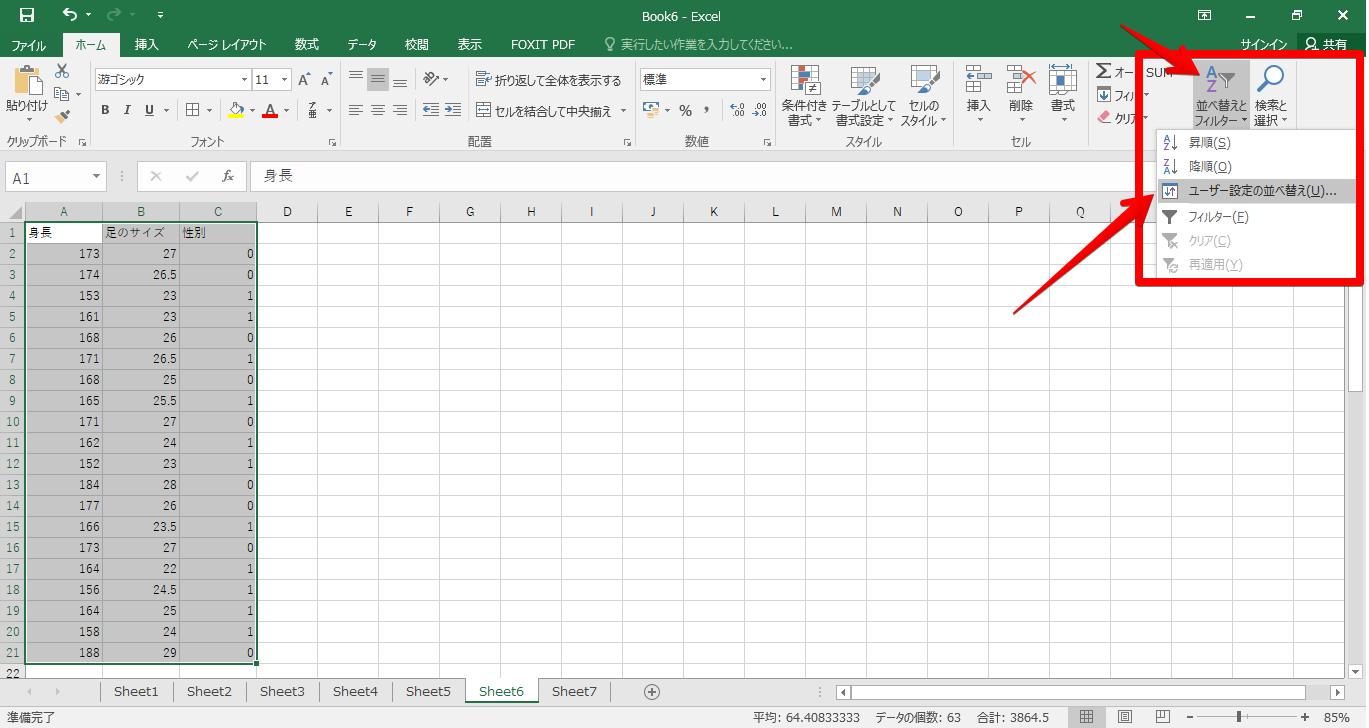 Book6 - Excel
ファイル ホーム 挿入 ページ レイアウト 数式 データ 校閲 表示 FOXIT PDF 実行したい作業を入力してください... サインイン 共有
貼り付け
クリップボード
游ゴシック 11
B I U
フォント
折り返して全体を表示する
セルを結合して中央揃え
配置
標準
%
数値
条件付き書式
テーブルとして書式設定
セルのスタイル
スタイル
挿入 削除 書式
セル
Σ オー SUM
フィル
クリア
並べ替えとフィルター
検索と選択
昇順(S)
降順(O)
ユーザー設定の並べ替え(U)...
フィルター(F)
クリア(C)
再適用(Y)
A1 fx 身長
A B C D E F G H I J K L M N O P Q
1 身長 足のサイズ 性別
2 173 27 0
3 174 26.5 0
4 153 23 1
5 161 23 1
6 168 26 0
7 171 26.5 1
8 168 25 0
9 165 25.5 1
10 171 27 0
11 162 24 1
12 152 23 1
13 184 28 0
14 177 26 0
15 166 23.5 1
16 173 27 0
17 164 22 1
18 156 24.5 1
19 164 25 1
20 158 24 1
21 188 29 0
22
Sheet1 Sheet2 Sheet3 Sheet4 Sheet5 Sheet6 Sheet7
準備完了 平均: 64.40833333 データの個数: 63 合計: 3864.5 85%